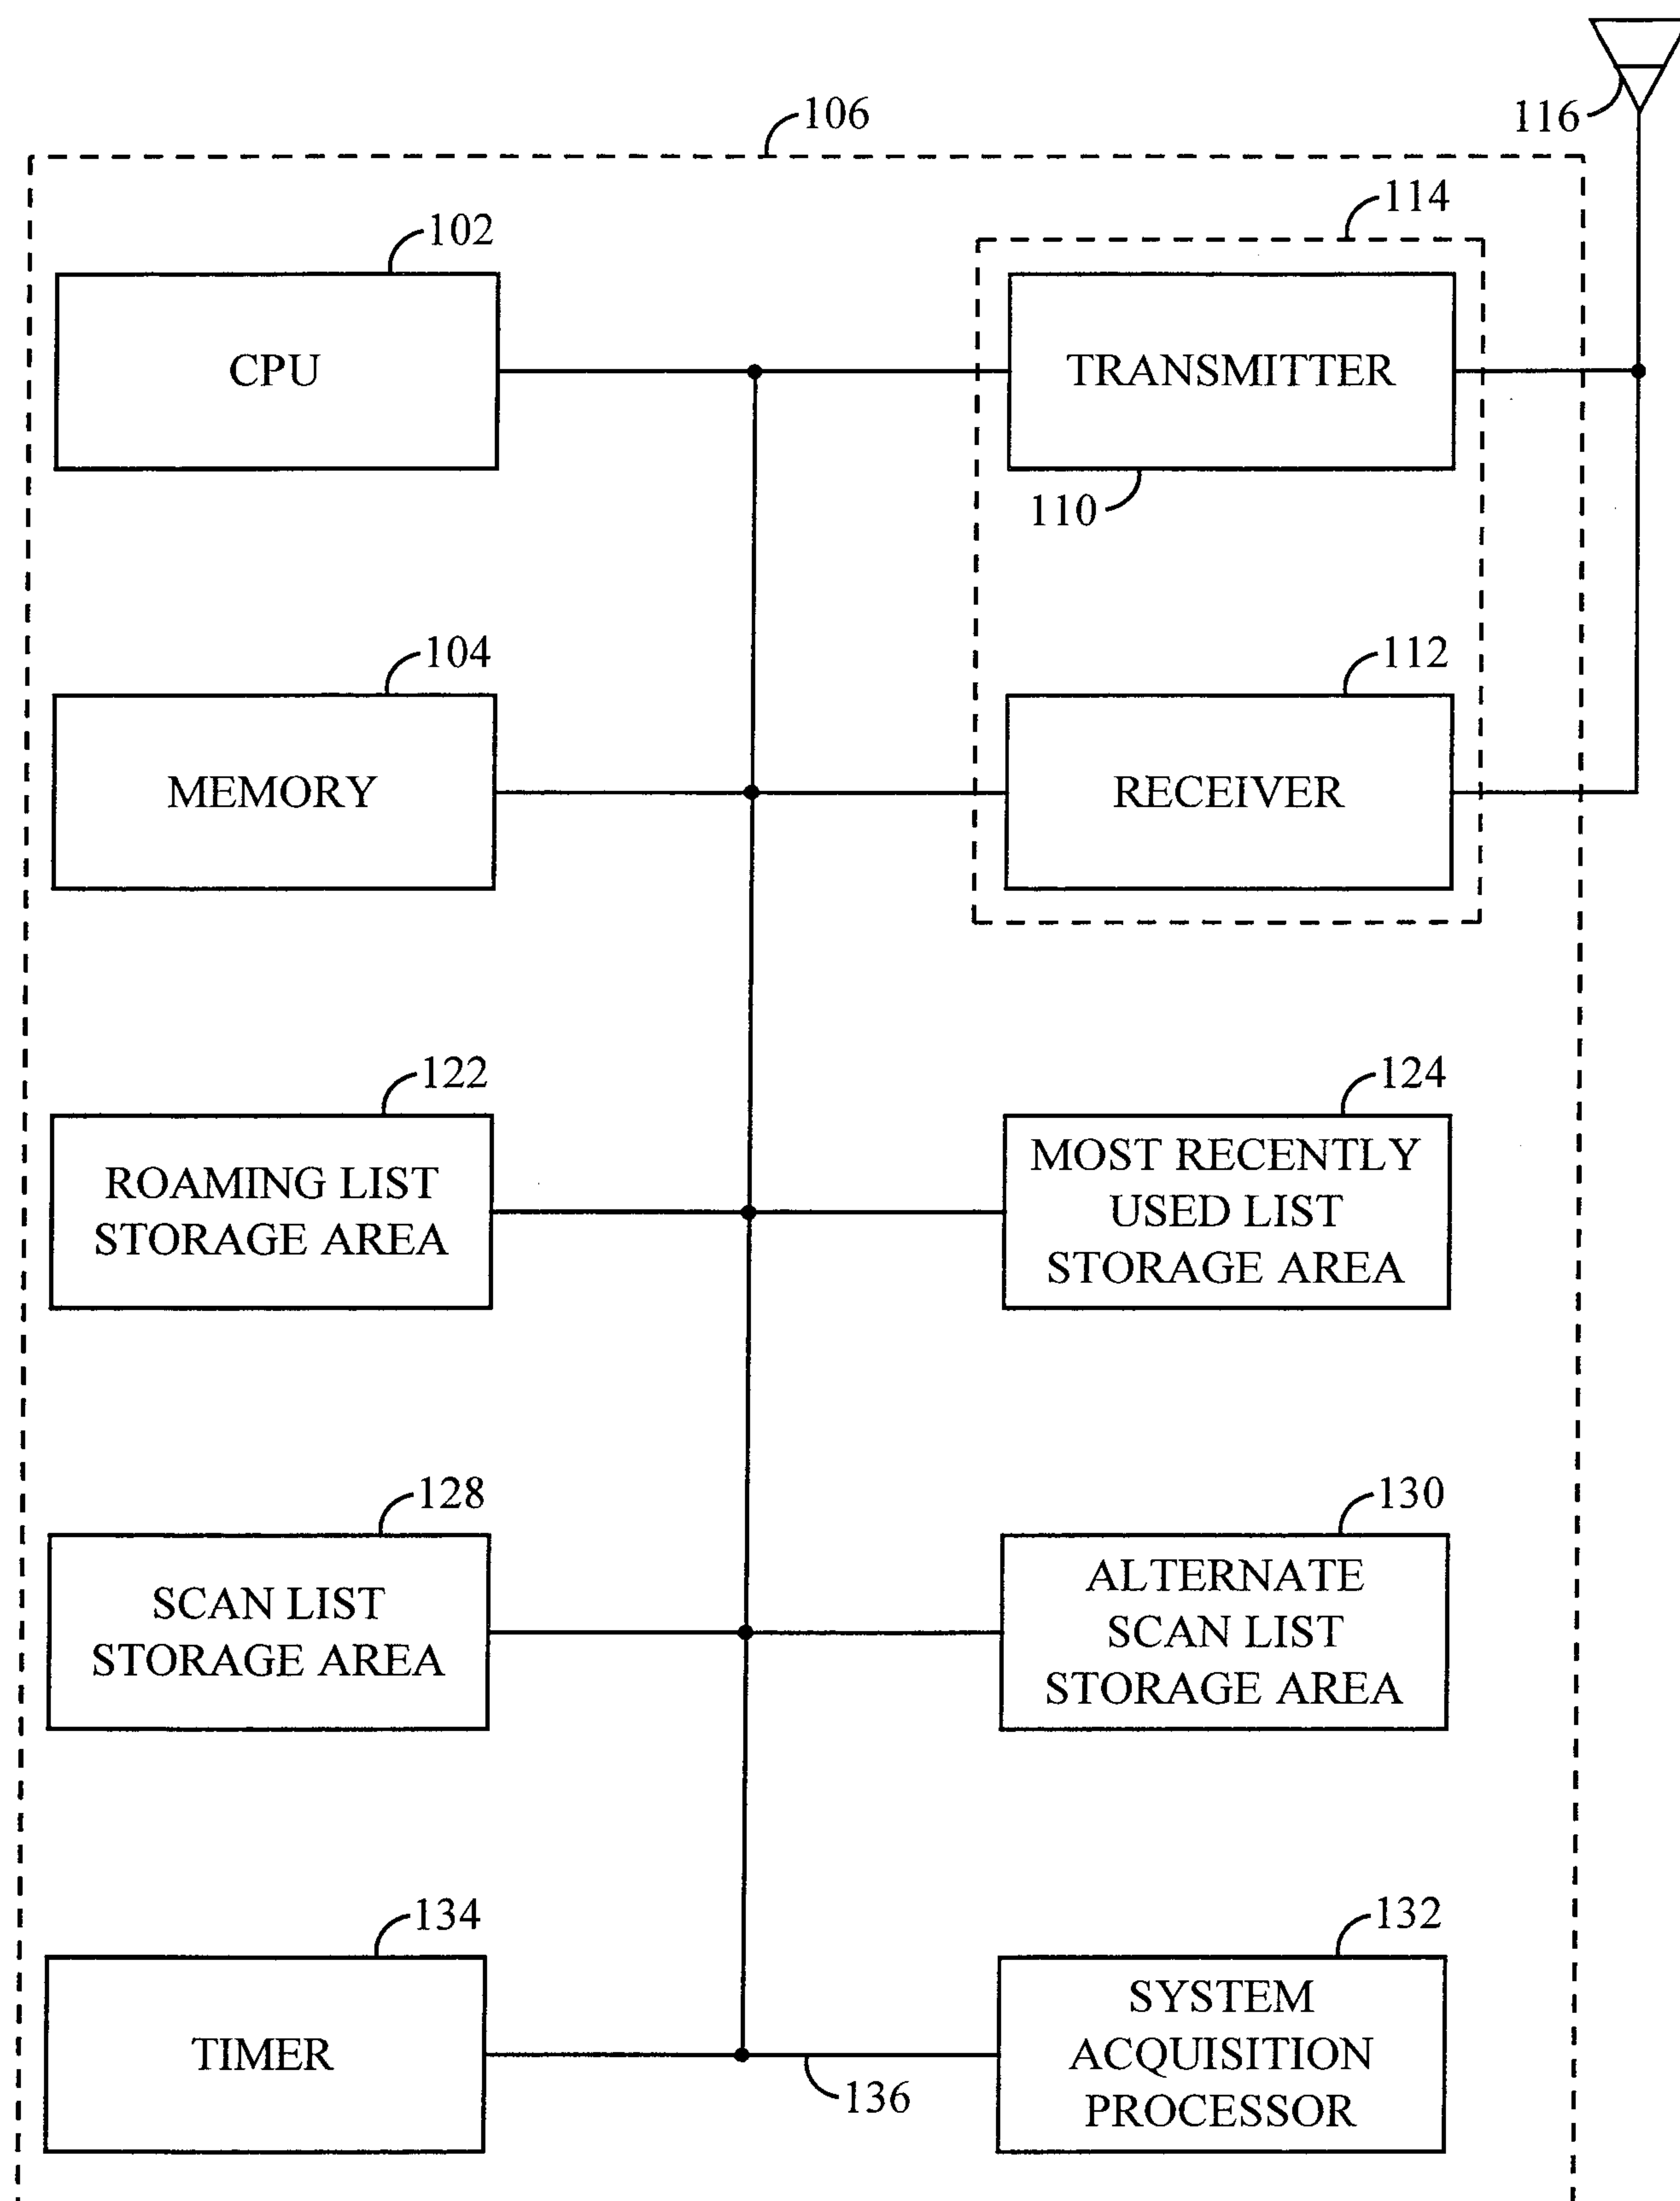 116
106
114
102
CPU
TRANSMITTER
110
104
112
MEMORY
RECEIVER
122
124
ROAMING LIST
STORAGE AREA
MOST RECENTLY
USED LIST
STORAGE AREA
128
130
SCAN LIST
STORAGE AREA
ALTERNATE
SCAN LIST
STORAGE AREA
134
132
TIMER
SYSTEM
ACQUISITION
PROCESSOR
136